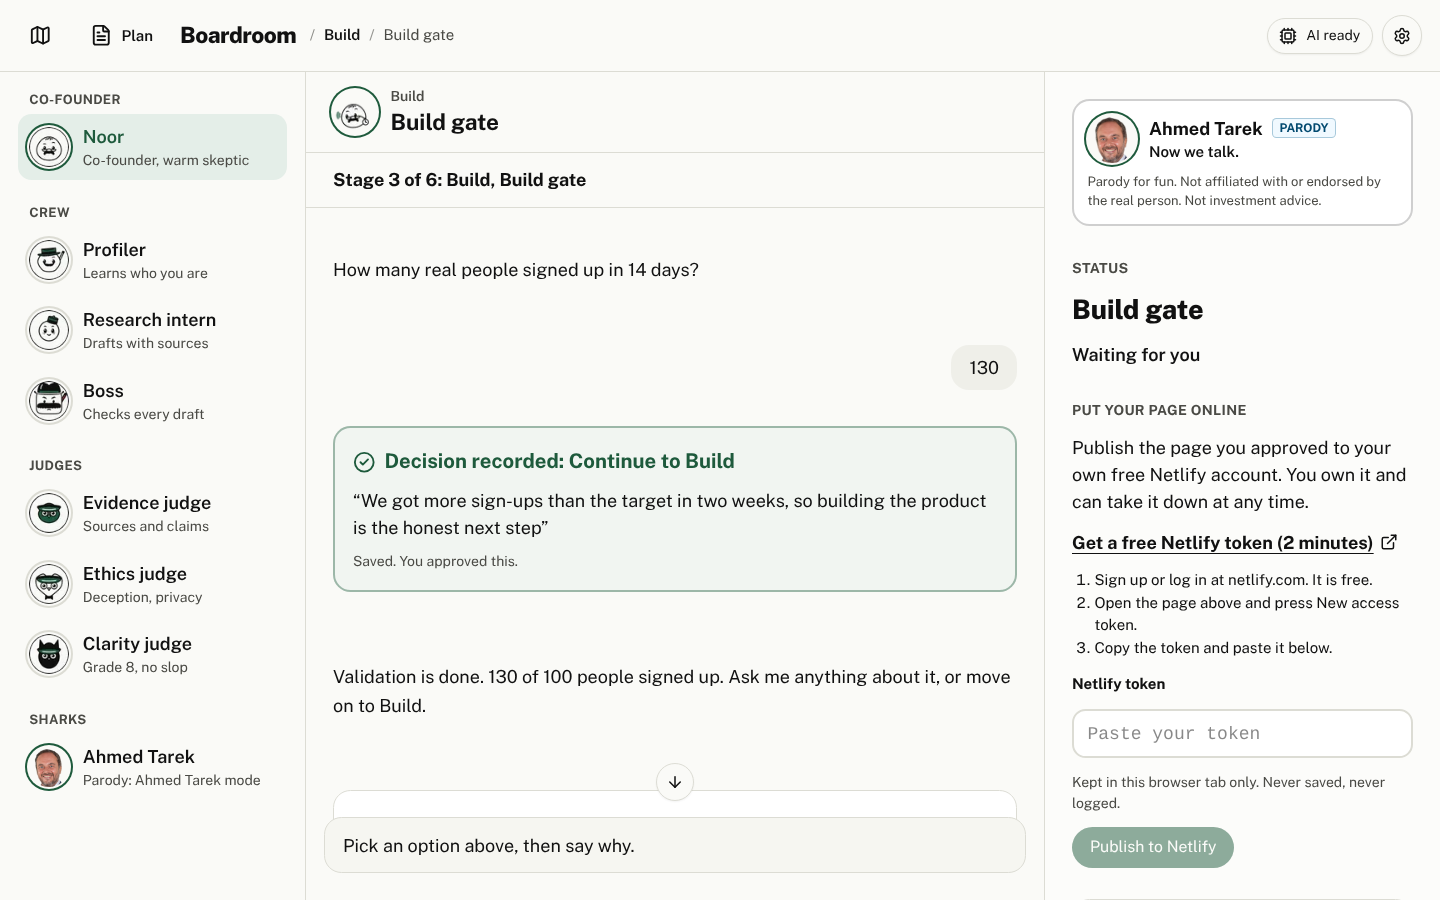 Plan
Boardroom / Build / Build gate
AI ready
CO-FOUNDER
Noor
Co-founder, warm skeptic
CREW
Profiler
Learns who you are
Research intern
Drafts with sources
Boss
Checks every draft
JUDGES
Evidence judge
Sources and claims
Ethics judge
Deception, privacy
Clarity judge
Grade 8, no slop
SHARKS
Ahmed Tarek
Parody: Ahmed Tarek mode
Build
Build gate
Stage 3 of 6: Build, Build gate
How many real people signed up in 14 days?
130
Decision recorded: Continue to Build
“We got more sign-ups than the target in two weeks, so building the product
is the honest next step”
Saved. You approved this.
Validation is done. 130 of 100 people signed up. Ask me anything about it, or move
on to Build.
Pick an option above, then say why.
Ahmed Tarek PARODY
Now we talk.
Parody for fun. Not affiliated with or endorsed by
the real person. Not investment advice.
STATUS
Build gate
Waiting for you
PUT YOUR PAGE ONLINE
Publish the page you approved to your
own free Netlify account. You own it and
can take it down at any time.
Get a free Netlify token (2 minutes)
1. Sign up or log in at netlify.com. It is free.
2. Open the page above and press New access
token.
3. Copy the token and paste it below.
Netlify token
Paste your token
Kept in this browser tab only. Never saved, never
logged.
Publish to Netlify